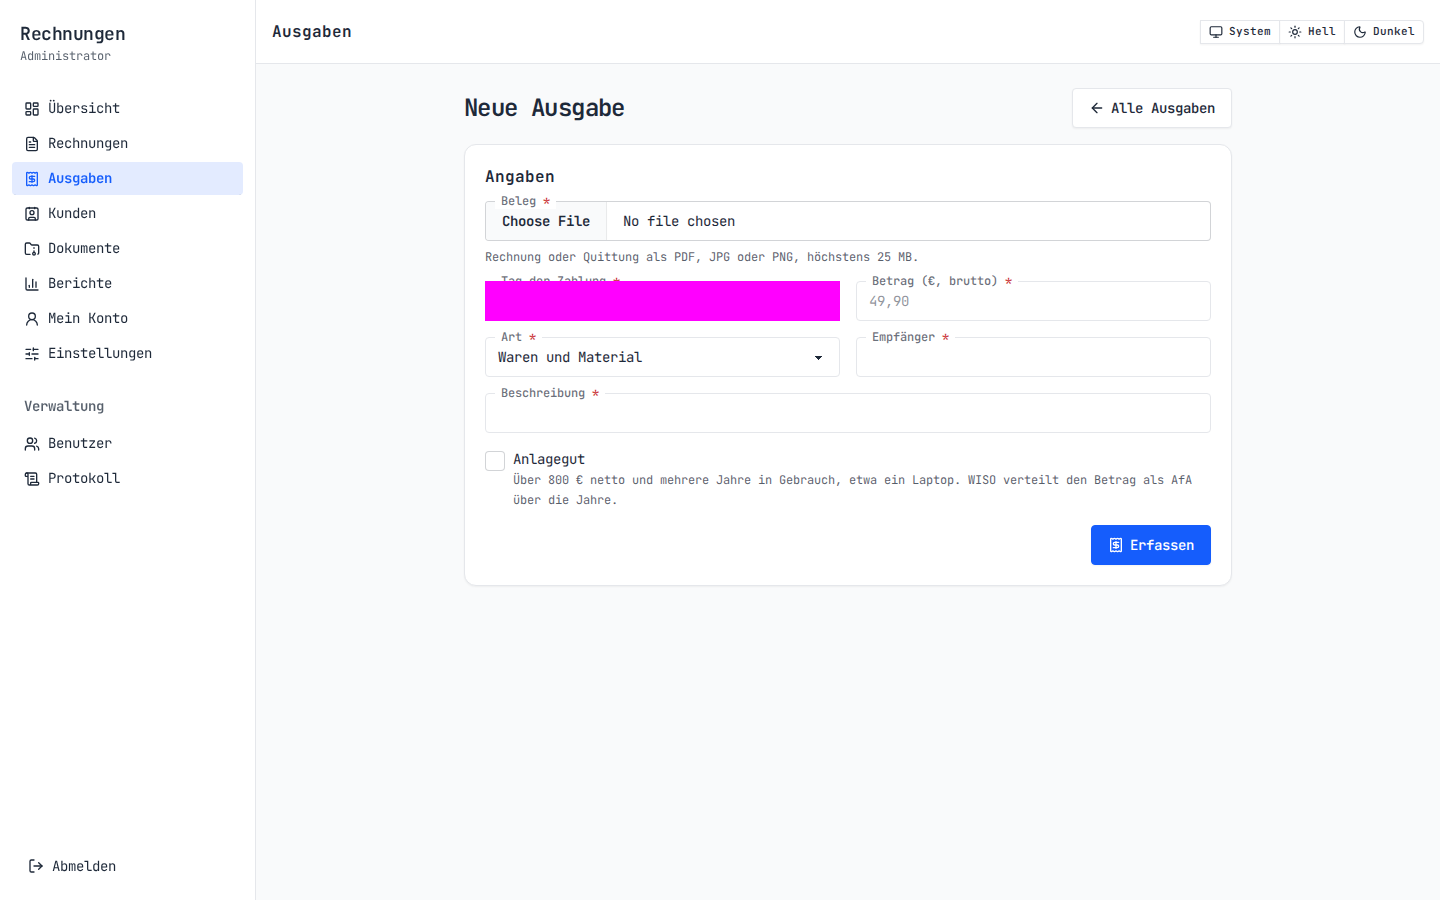 Rechnungen
Administrator
Übersicht
Rechnungen
Ausgaben
Kunden
Dokumente
Berichte
Mein Konto
Einstellungen
Verwaltung
Benutzer
Protokoll
Abmelden
Ausgaben
System Hell Dunkel
Neue Ausgabe
Alle Ausgaben
Angaben
Beleg *
Choose File No file chosen
Rechnung oder Quittung als PDF, JPG oder PNG, höchstens 25 MB.
Tag der Zahlung *
Betrag (€, brutto) *
49,90
Art *
Waren und Material
Empfänger *
Beschreibung *
Anlagegut
Über 800 € netto und mehrere Jahre in Gebrauch, etwa ein Laptop. WISO verteilt den Betrag als AfA
über die Jahre.
Erfassen